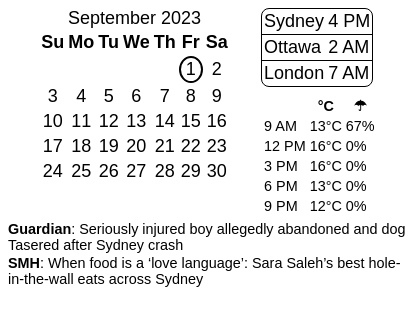 September 2023
Su Mo Tu We Th Fr Sa
1 2
3 4 5 6 7 8 9
10 11 12 13 14 15 16
17 18 19 20 21 22 23
24 25 26 27 28 29 30
Sydney 4 PM
Ottawa 2 AM
London 7 AM
°C ☂
9 AM 13°C 67%
12 PM 16°C 0%
3 PM 16°C 0%
6 PM 13°C 0%
9 PM 12°C 0%
Guardian: Seriously injured boy allegedly abandoned and dog
Tasered after Sydney crash
SMH: When food is a ‘love language’: Sara Saleh’s best hole-
in-the-wall eats across Sydney